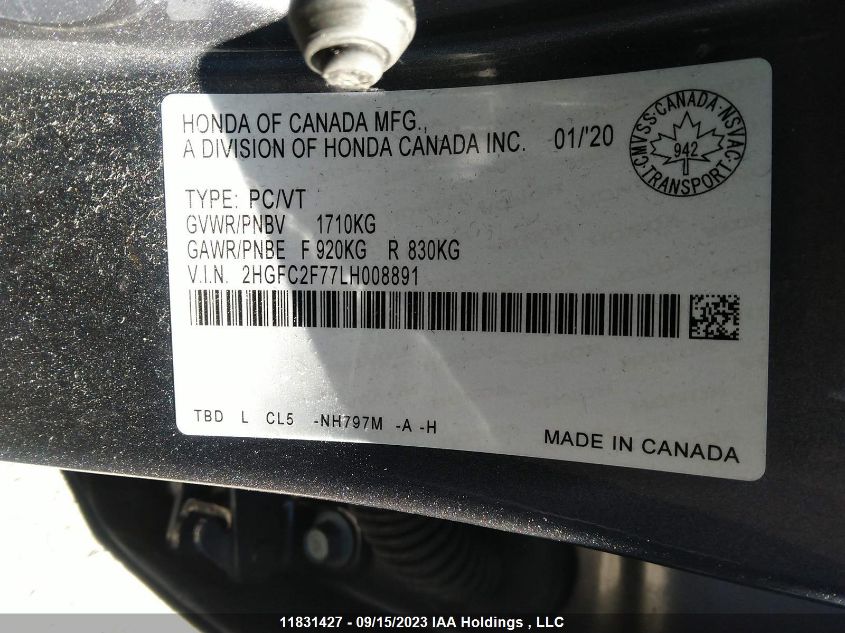 HONDA OF CANADA MFG.,
A DIVISION OF HONDA CANADA INC. 01/'20
CMVSS·CANADA·NSVAC·TRANSPORT·
942
TYPE: PC/VT
GVWR/PNBV 1710KG
GAWR/PNBE F 920KG R 830KG
V.I.N. 2HGFC2F77LH008891
TBD L CL5 -NH797M -A -H
MADE IN CANADA
11831427 - 09/15/2023 IAA Holdings , LLC